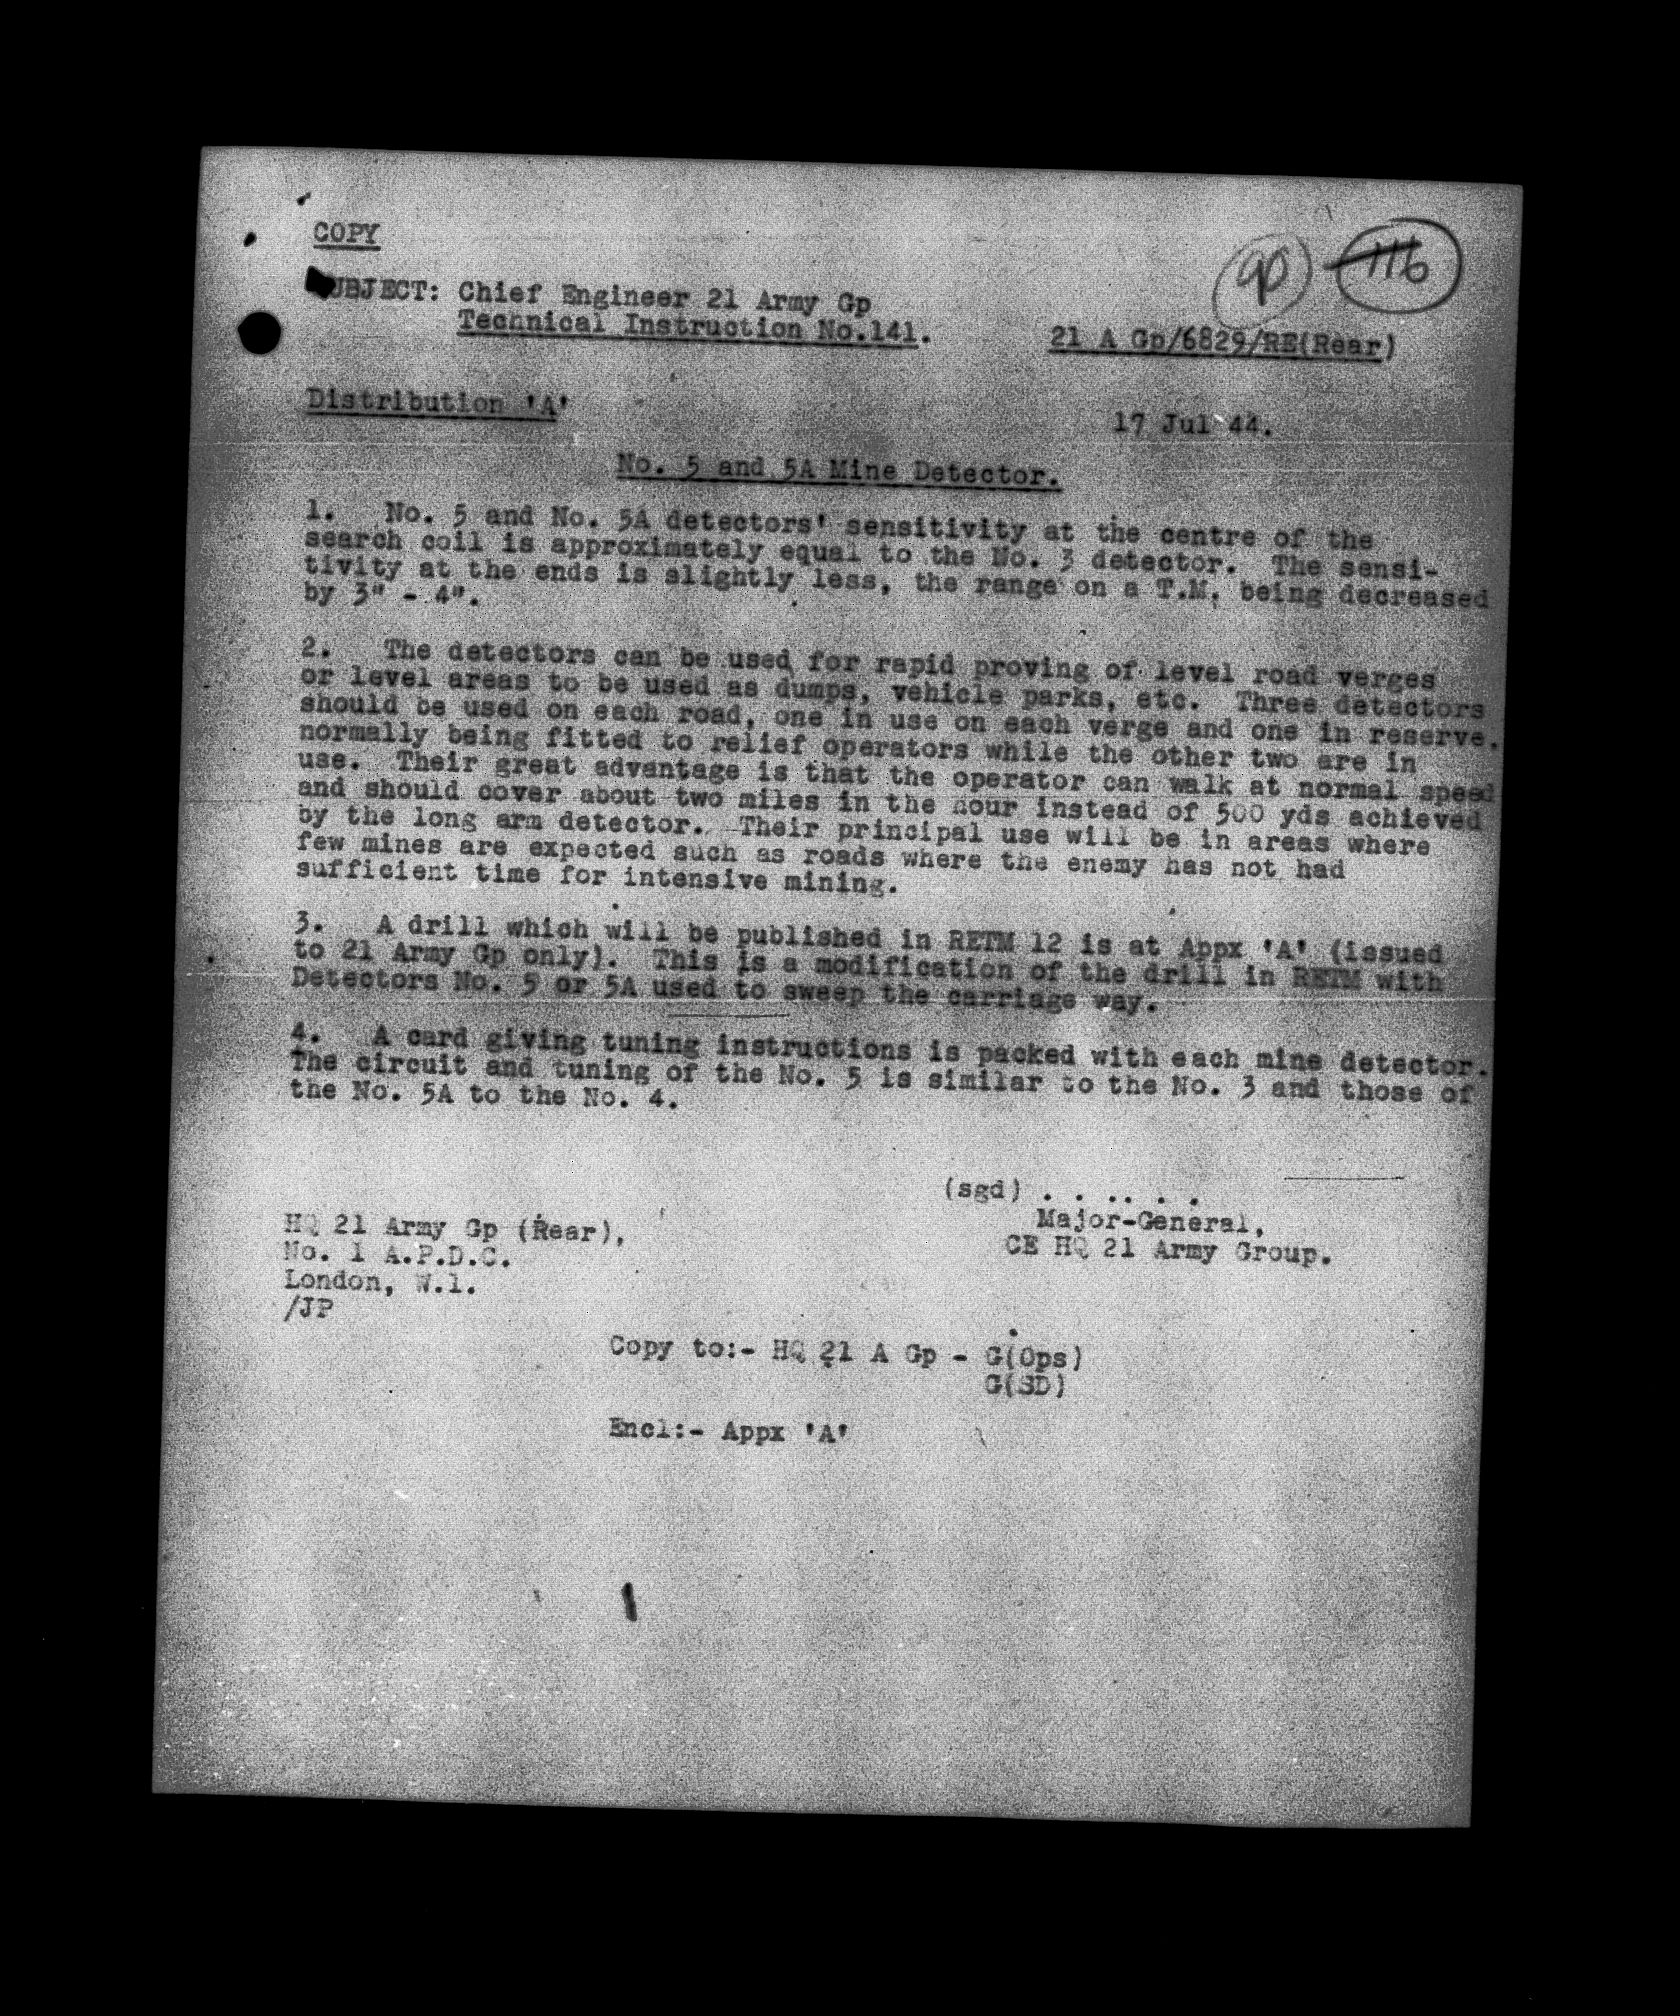 COPY
116
SUBJECT: Chief Engineer 21 Army Gp
Technical Instruction No.141.
21 A Gp/6829/RE(Rear)
Distribution 'A'
17 Jul 44.
No. 5 and 5A Mine Detector.
1. No. 5 and No. 5A detectors' sensitivity at the centre of the
search coil is approximately equal to the No. 3 detector. The sensi-
tivity at the ends is slightly less, the range on a T.M. being decreased
by 3" - 4".
2. The detectors can be used for rapid proving of level road verges
or level areas to be used as dumps, vehicle parks, etc. Three detectors
should be used on each road, one in use on each verge and one in reserve,
normally being fitted to relief operators while the other two are in
use. Their great advantage is that the operator can walk at normal speed
and should cover about two miles in the hour instead of 500 yds achieved
by the long arm detector. Their principal use will be in areas where
few mines are expected such as roads where the enemy has not had
sufficient time for intensive mining.
3. A drill which will be published in RETM 12 is at Appx 'A' (issued
to 21 Army Gp only). This is a modification of the drill in RETM with
Detectors No. 5 or 5A used to sweep the carriage way.
4. A card giving tuning instructions is packed with each mine detector.
The circuit and tuning of the No. 5 is similar to the No. 3 and those of
the No. 5A to the No. 4.
(sgd) . . .. . .
Major-General,
CE HQ 21 Army Group.
HQ 21 Army Gp (Rear),
No. 1 A.P.D.C.
London, W.1.
/JP
Copy to:- HQ 21 A Gp - G(Ops)
G(SD)
Encl:- Appx 'A'